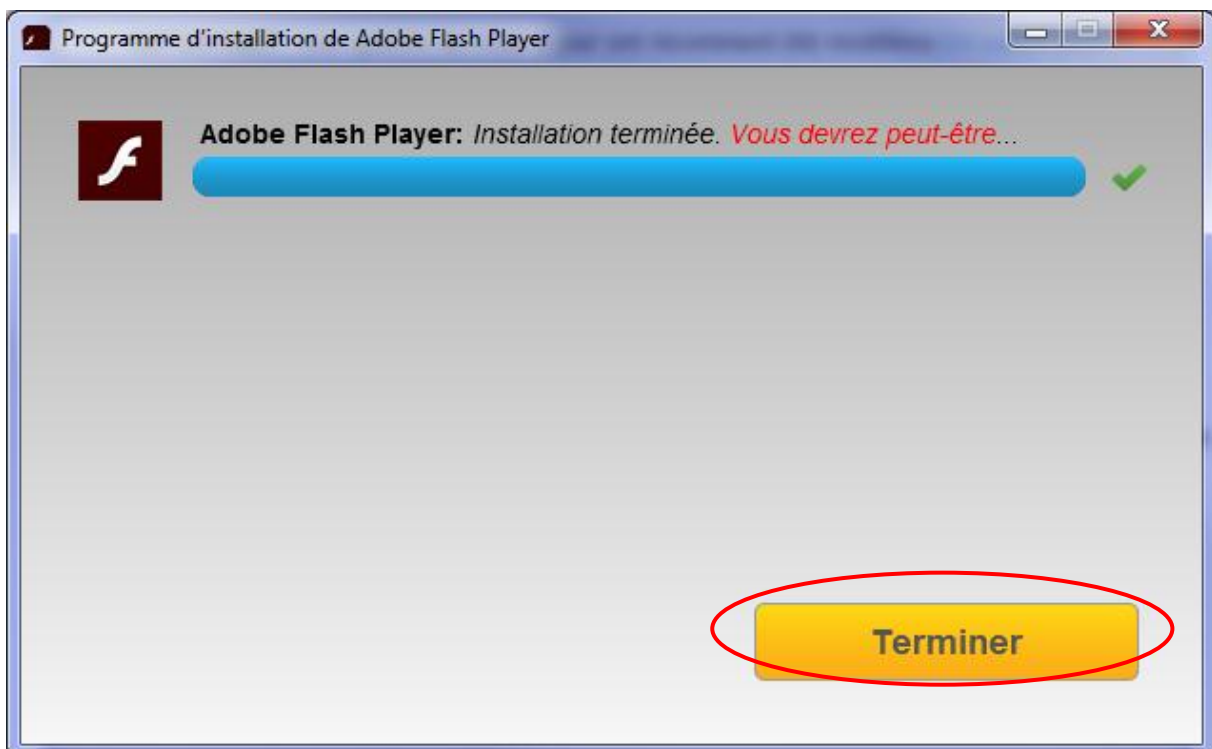 Programme d'installation de Adobe Flash Player
Adobe Flash Player: Installation terminée. Vous devrez peut-être...
Terminer